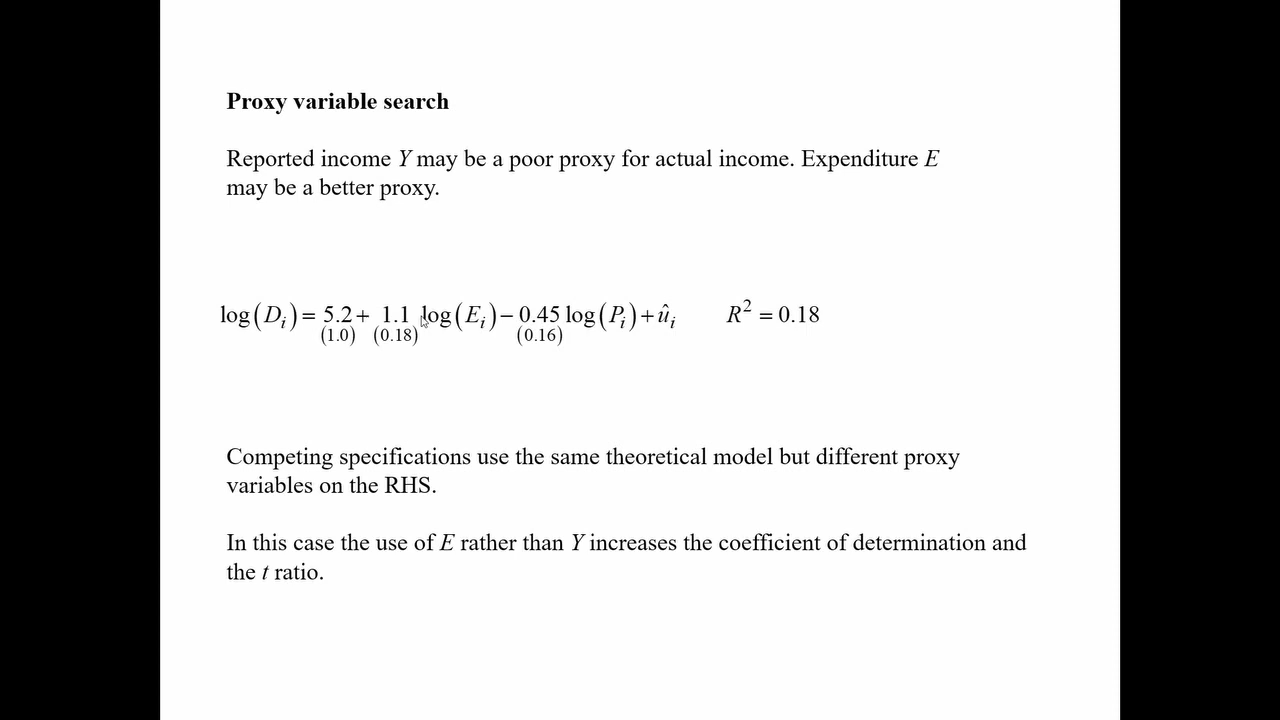 Proxy variable search
Reported income Y may be a poor proxy for actual income. Expenditure E
may be a better proxy.
log(Dᵢ) = 5.2 + 1.1 log(Eᵢ) − 0.45 log(Pᵢ) + ûᵢ R² = 0.18
(1.0) (0.18) (0.16)
Competing specifications use the same theoretical model but different proxy
variables on the RHS.
In this case the use of E rather than Y increases the coefficient of determination and
the t ratio.